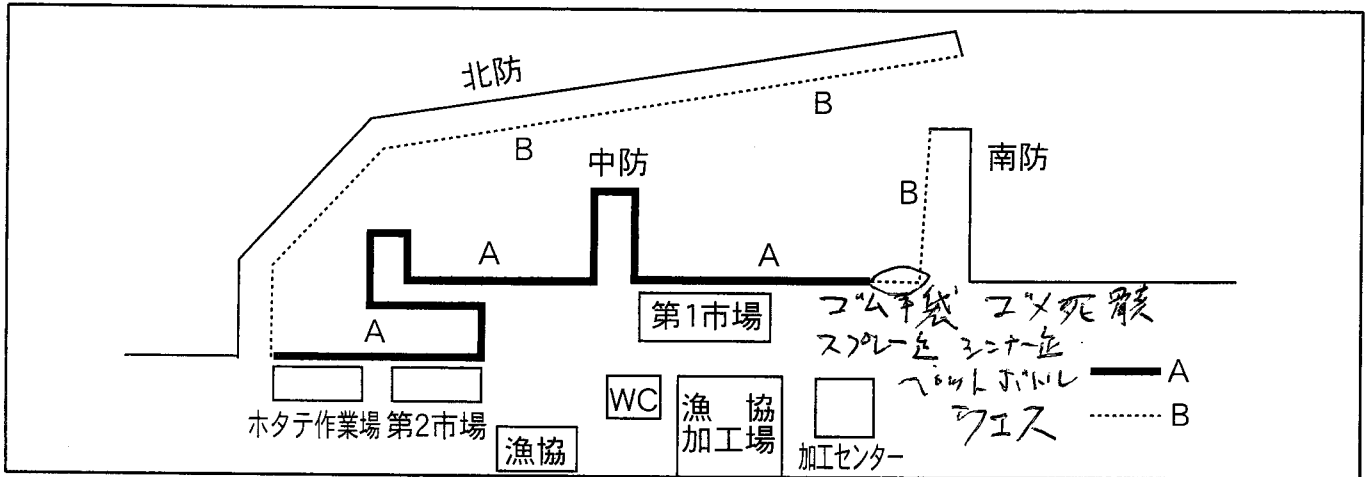 北防
B
B
中防
南防
B
A
A
第1市場
ゴム手袋 ゴメ死骸
スプレー缶 シンナー缶
ペットボトル
ウエス
A
A
B
ホタテ作業場
第2市場
漁協
WC
漁協
加工場
加工センター